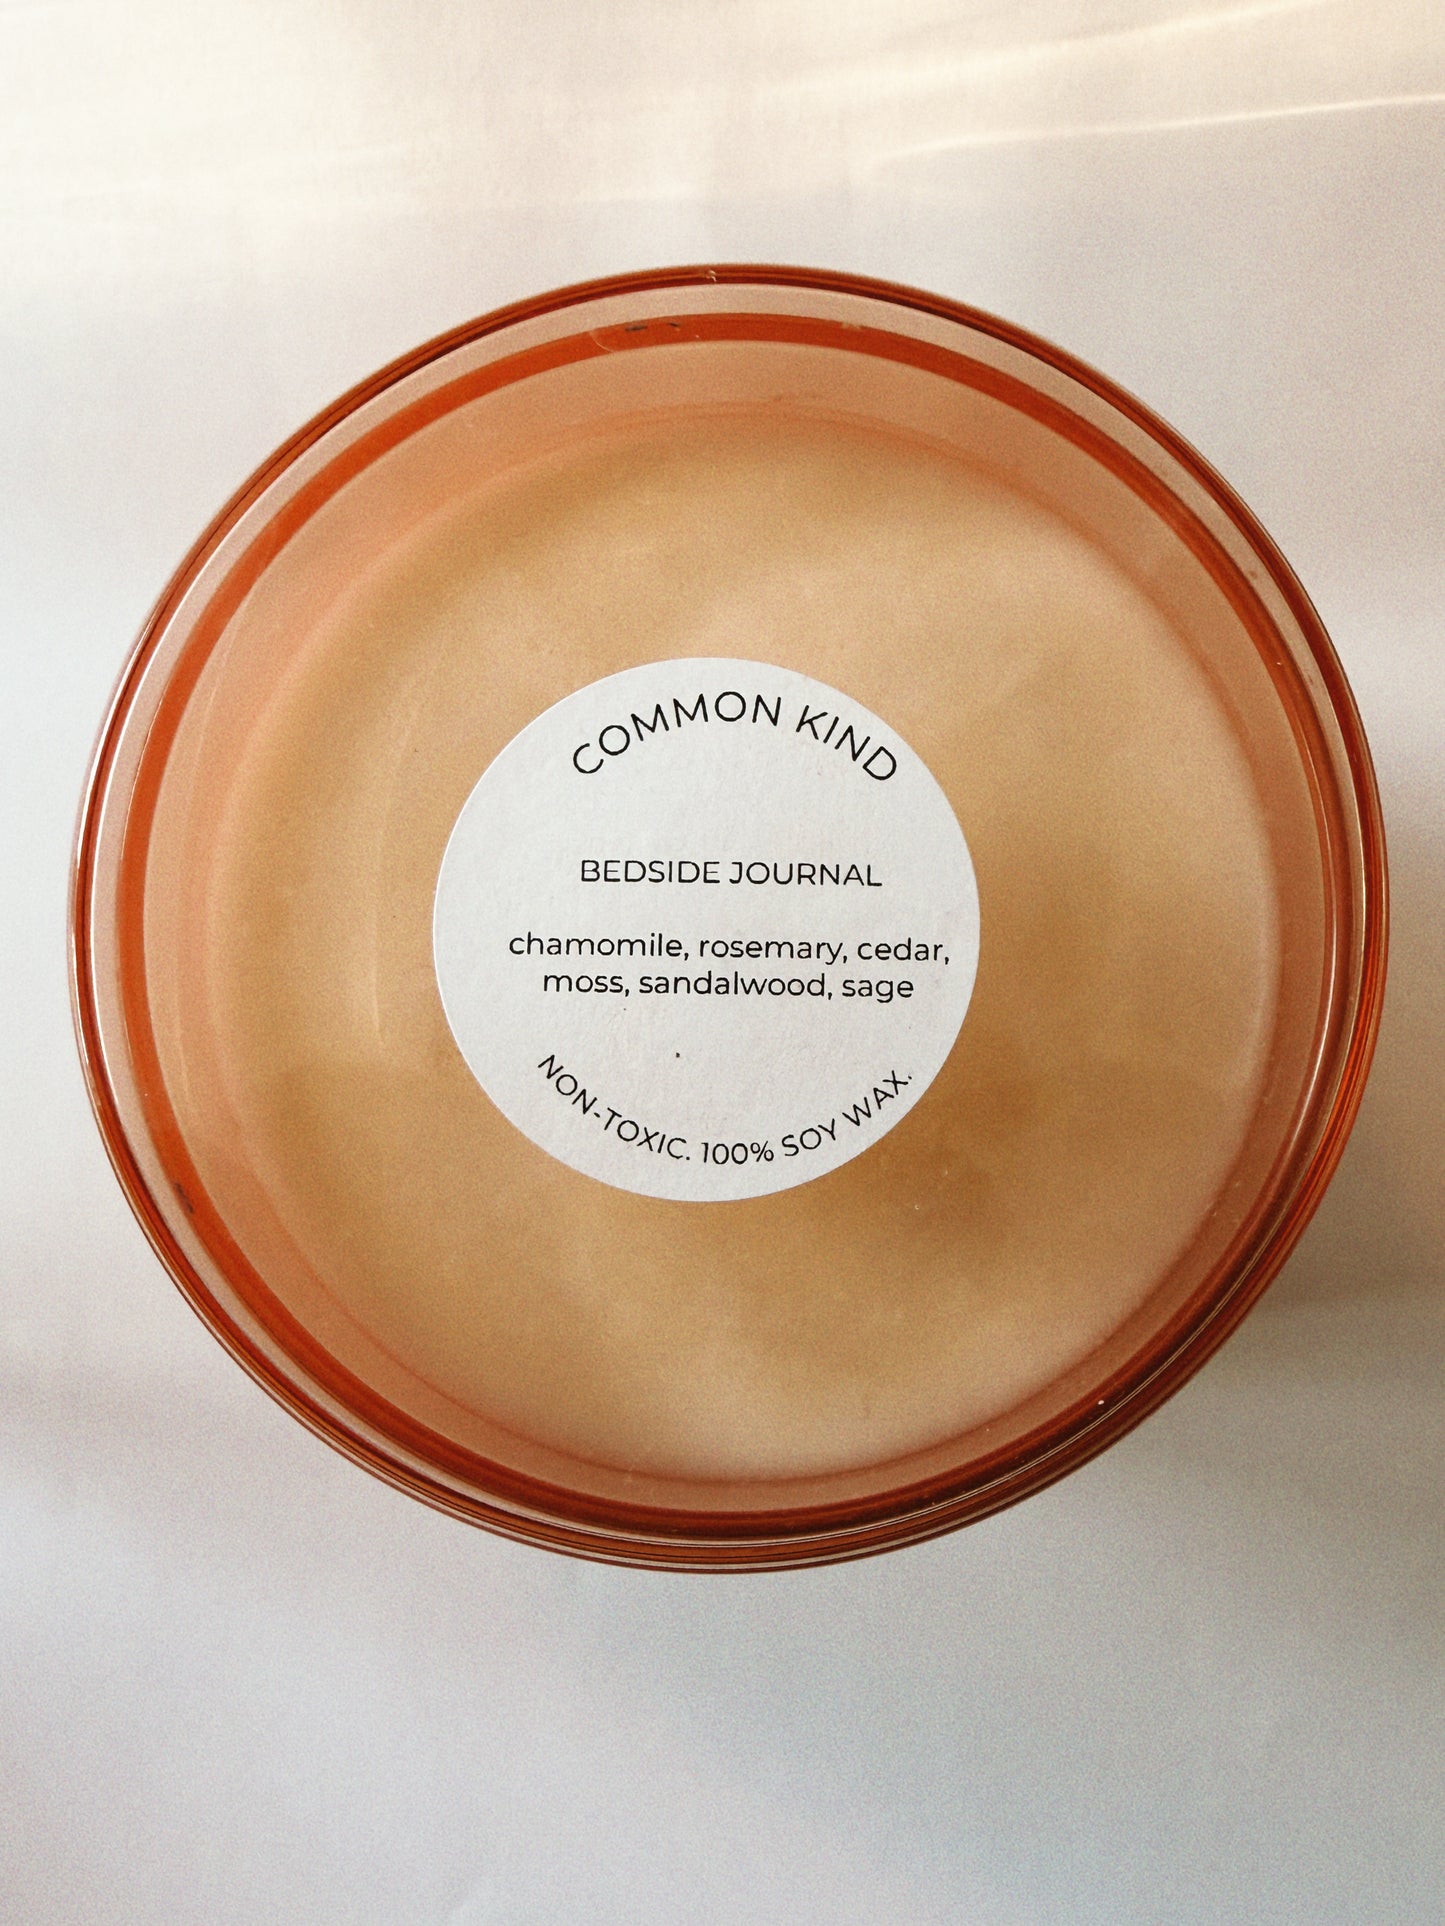 COMMON KIND
BEDSIDE JOURNAL
chamomile, rosemary, cedar,
moss, sandalwood, sage
NON-TOXIC. 100% SOY WAX.